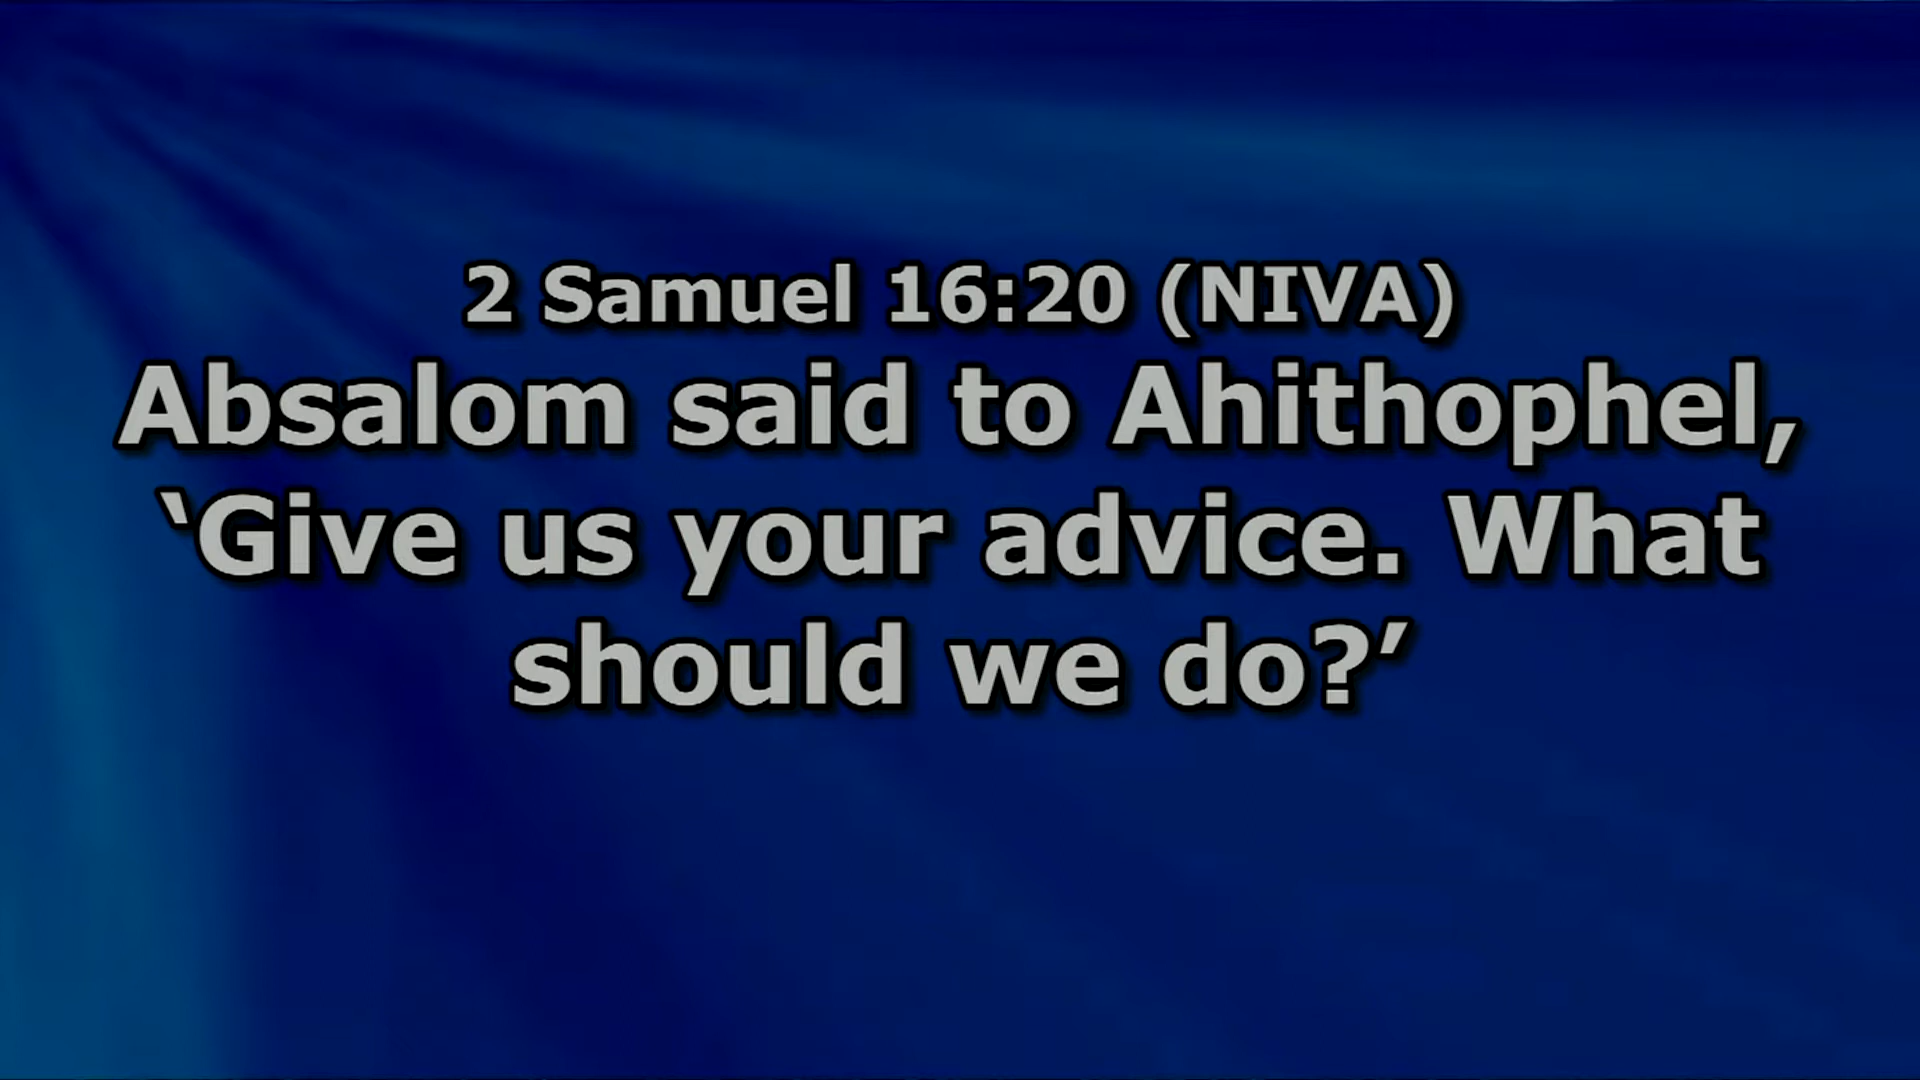 2 Samuel 16:20 (NIVA)
Absalom said to Ahithophel,
‘Give us your advice. What
should we do?’